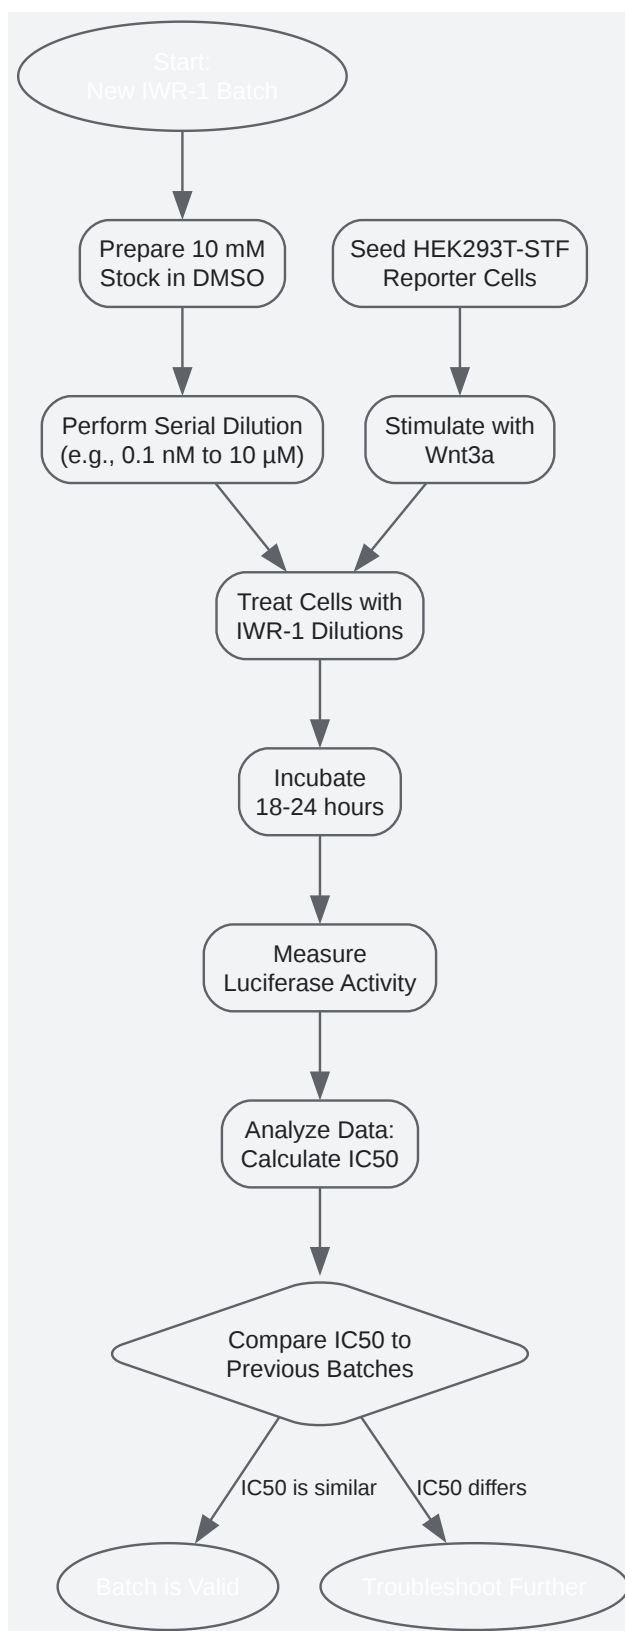 Start:
New IWR-1 Batch
Prepare 10 mM
Stock in DMSO
Seed HEK293T-STF
Reporter Cells
Perform Serial Dilution
(e.g., 0.1 nM to 10 µM)
Stimulate with
Wnt3a
Treat Cells with
IWR-1 Dilutions
Incubate
18-24 hours
Measure
Luciferase Activity
Analyze Data:
Calculate IC50
Compare IC50 to
Previous Batches
IC50 is similar
IC50 differs
Batch is Valid
Troubleshoot Further